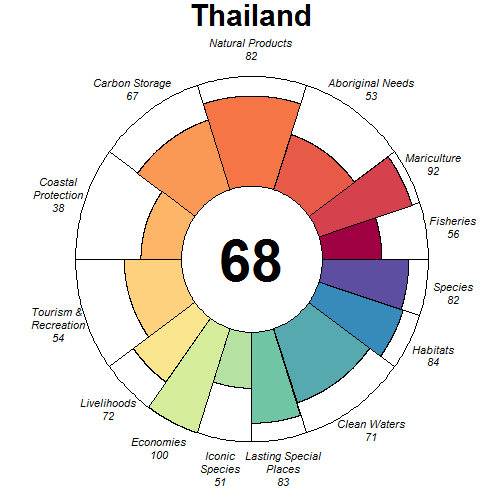 Thailand
Natural Products
82
Carbon Storage
67
Aboriginal Needs
53
Mariculture
92
Coastal
Protection
38
Fisheries
56
68
Species
82
Tourism &
Recreation
54
Habitats
84
Livelihoods
72
Clean Waters
71
Economies
100
Iconic
Species
51
Lasting Special
Places
83